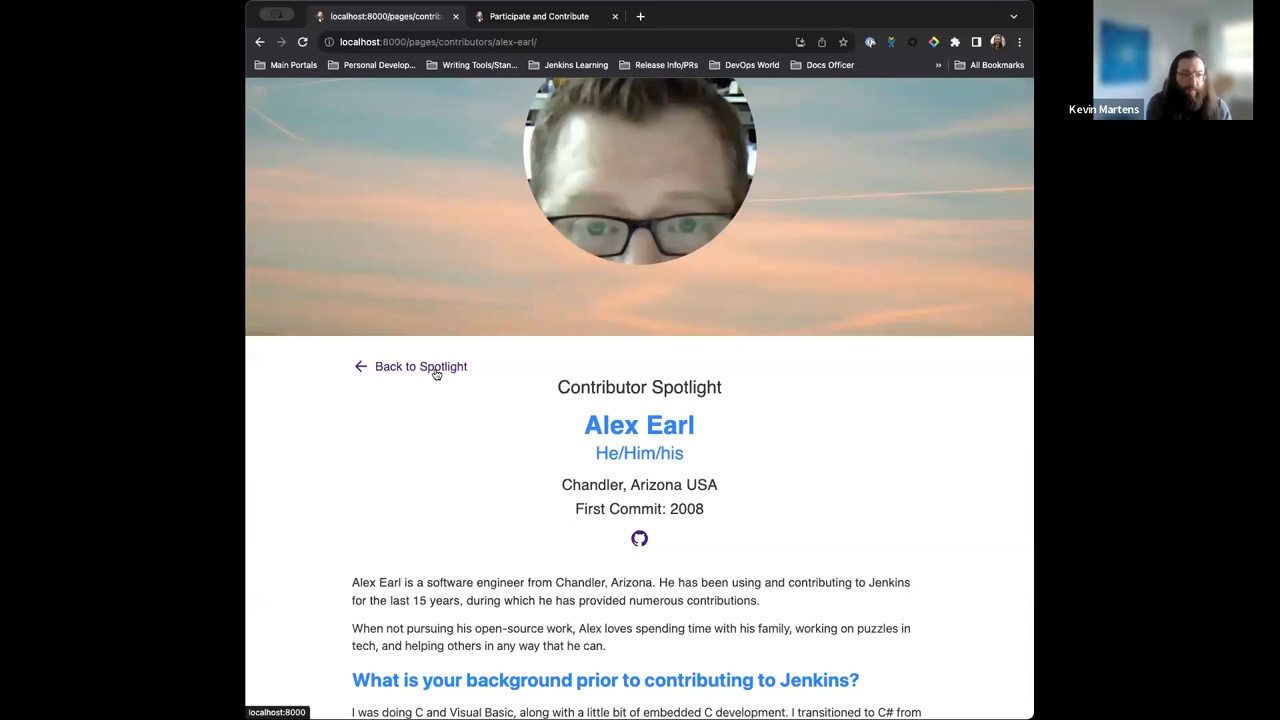 localhost:8000/pages/contrib
Participate and Contribute
localhost:8000/pages/contributors/alex-earl/
Main Portals
Personal Develop...
Writing Tools/Stan...
Jenkins Learning
Release Info/PRs
DevOps World
Docs Officer
»
All Bookmarks
Kevin Martens
Back to Spotlight
Contributor Spotlight
Alex Earl
He/Him/his
Chandler, Arizona USA
First Commit: 2008
Alex Earl is a software engineer from Chandler, Arizona. He has been using and contributing to Jenkins
for the last 15 years, during which he has provided numerous contributions.
When not pursuing his open-source work, Alex loves spending time with his family, working on puzzles in
tech, and helping others in any way that he can.
What is your background prior to contributing to Jenkins?
I was doing C and Visual Basic, along with a little bit of embedded C development. I transitioned to C# from
localhost:8000